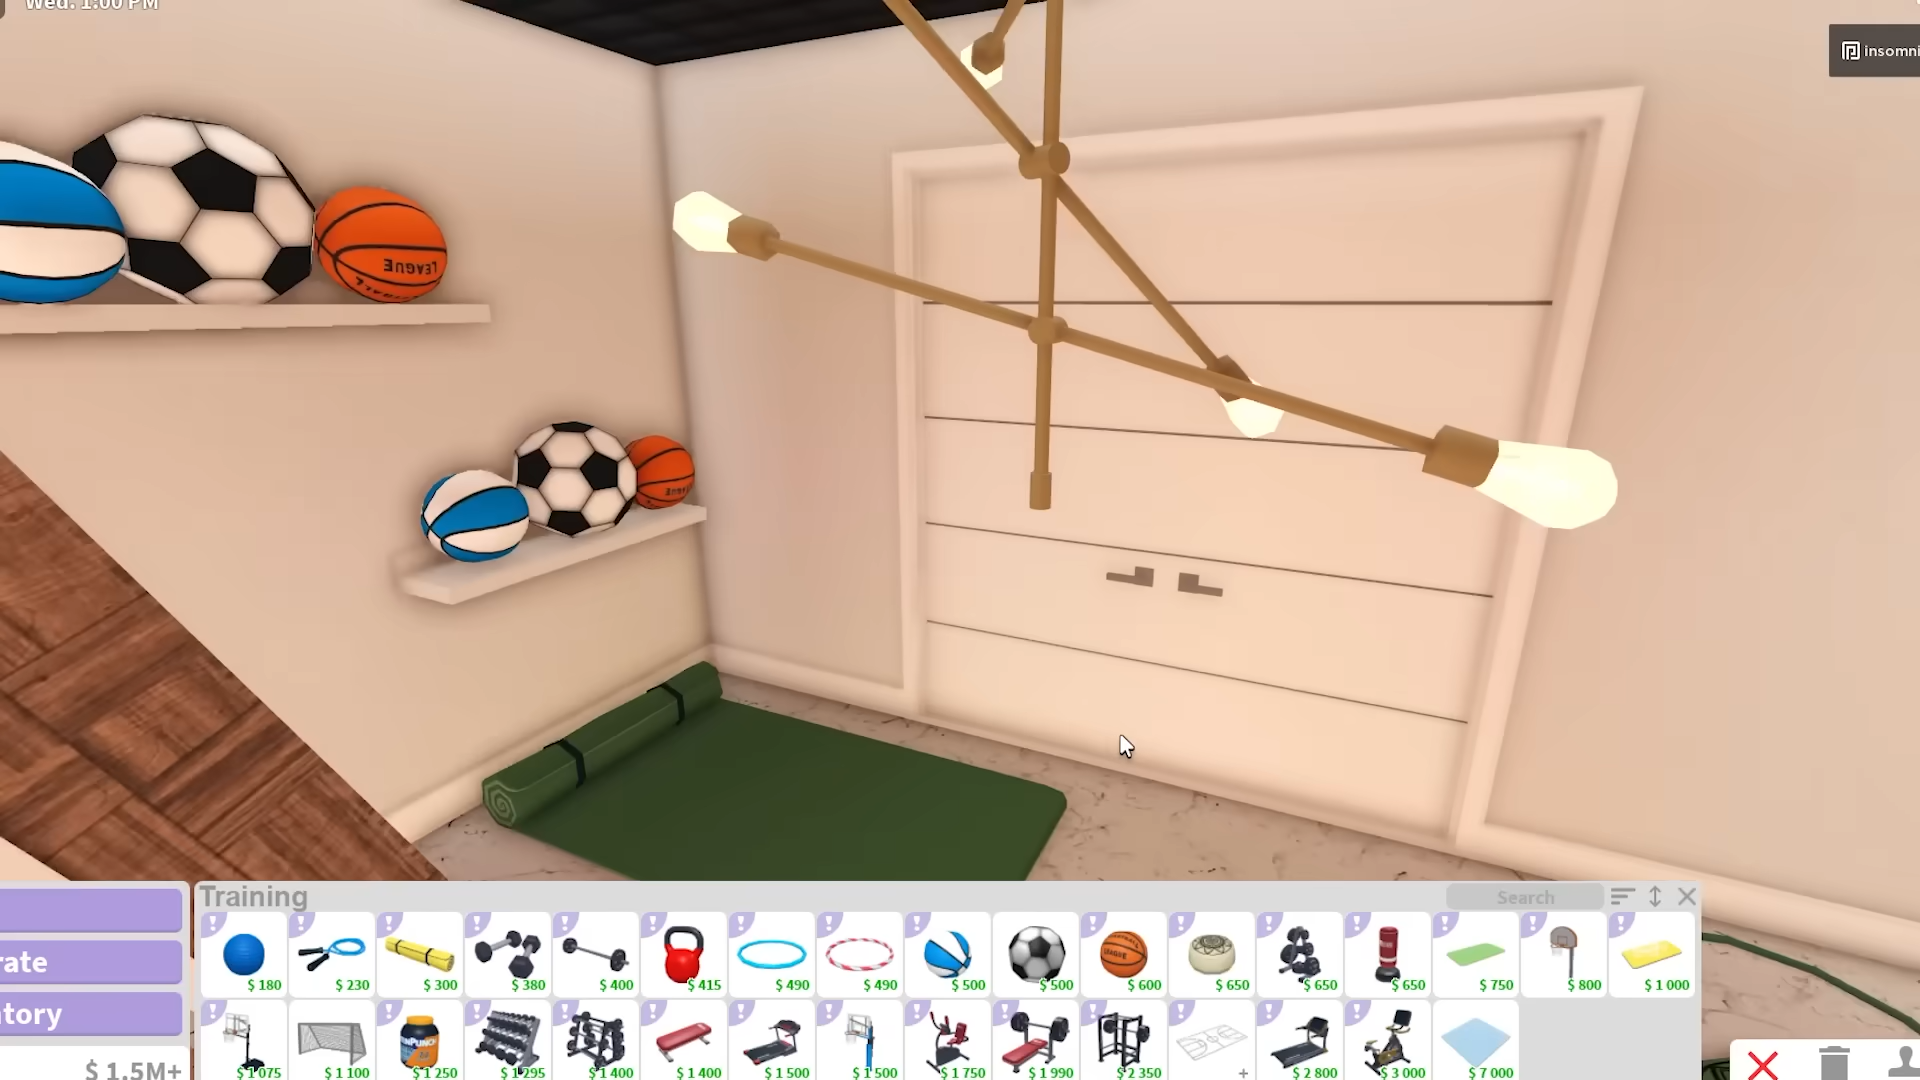 Wed. 1:00 PM
insomni
LEAGUE
LEAGUE
Training
Search
$ 180
$ 230
$ 300
$ 380
$ 400
$ 415
$ 490
$ 490
$ 500
$ 500
$ 600
$ 650
$ 650
$ 650
$ 750
$ 800
$ 1 000
rate
tory
$ 1.5M+
$ 1 075
$ 1 100
$ 1 250
$ 1 295
$ 1 400
$ 1 400
$ 1 500
$ 1 500
$ 1 750
$ 1 990
$ 2 350
+
$ 2 800
$ 3 000
$ 7 000